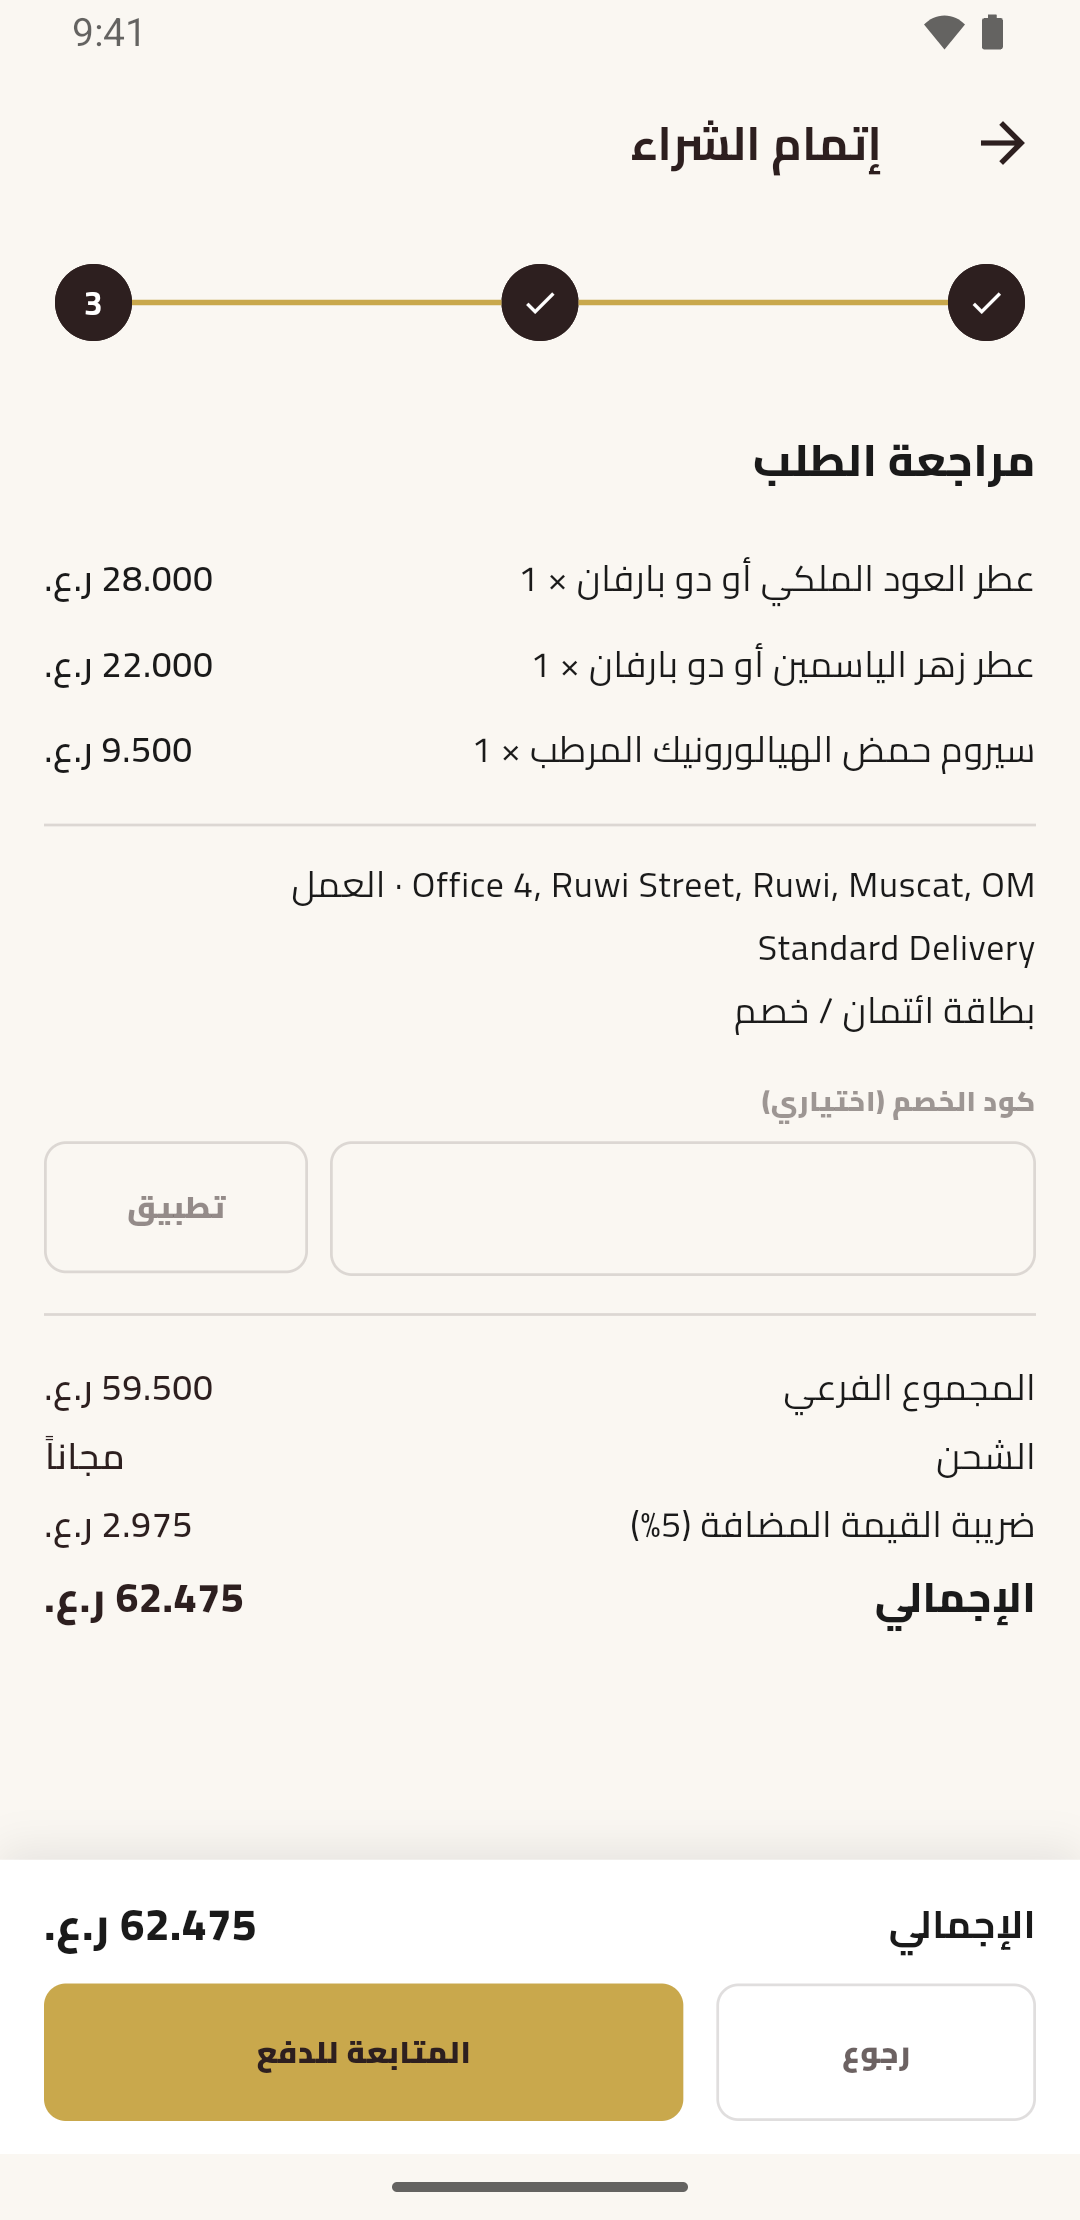 9:41
إتمام الشراء
3
مراجعة الطلب
عطر العود الملكي أو دو بارفان × 1 28.000 ر.ع.
عطر زهر الياسمين أو دو بارفان × 1 22.000 ر.ع.
سيروم حمض الهيالورونيك المرطب × 1 9.500 ر.ع.
العمل · Office 4, Ruwi Street, Ruwi, Muscat, OM
Standard Delivery
بطاقة ائتمان / خصم
كود الخصم (اختياري)
تطبيق
المجموع الفرعي 59.500 ر.ع.
الشحن مجاناً
ضريبة القيمة المضافة (5%) 2.975 ر.ع.
الإجمالي 62.475 ر.ع.
الإجمالي 62.475 ر.ع.
رجوع المتابعة للدفع